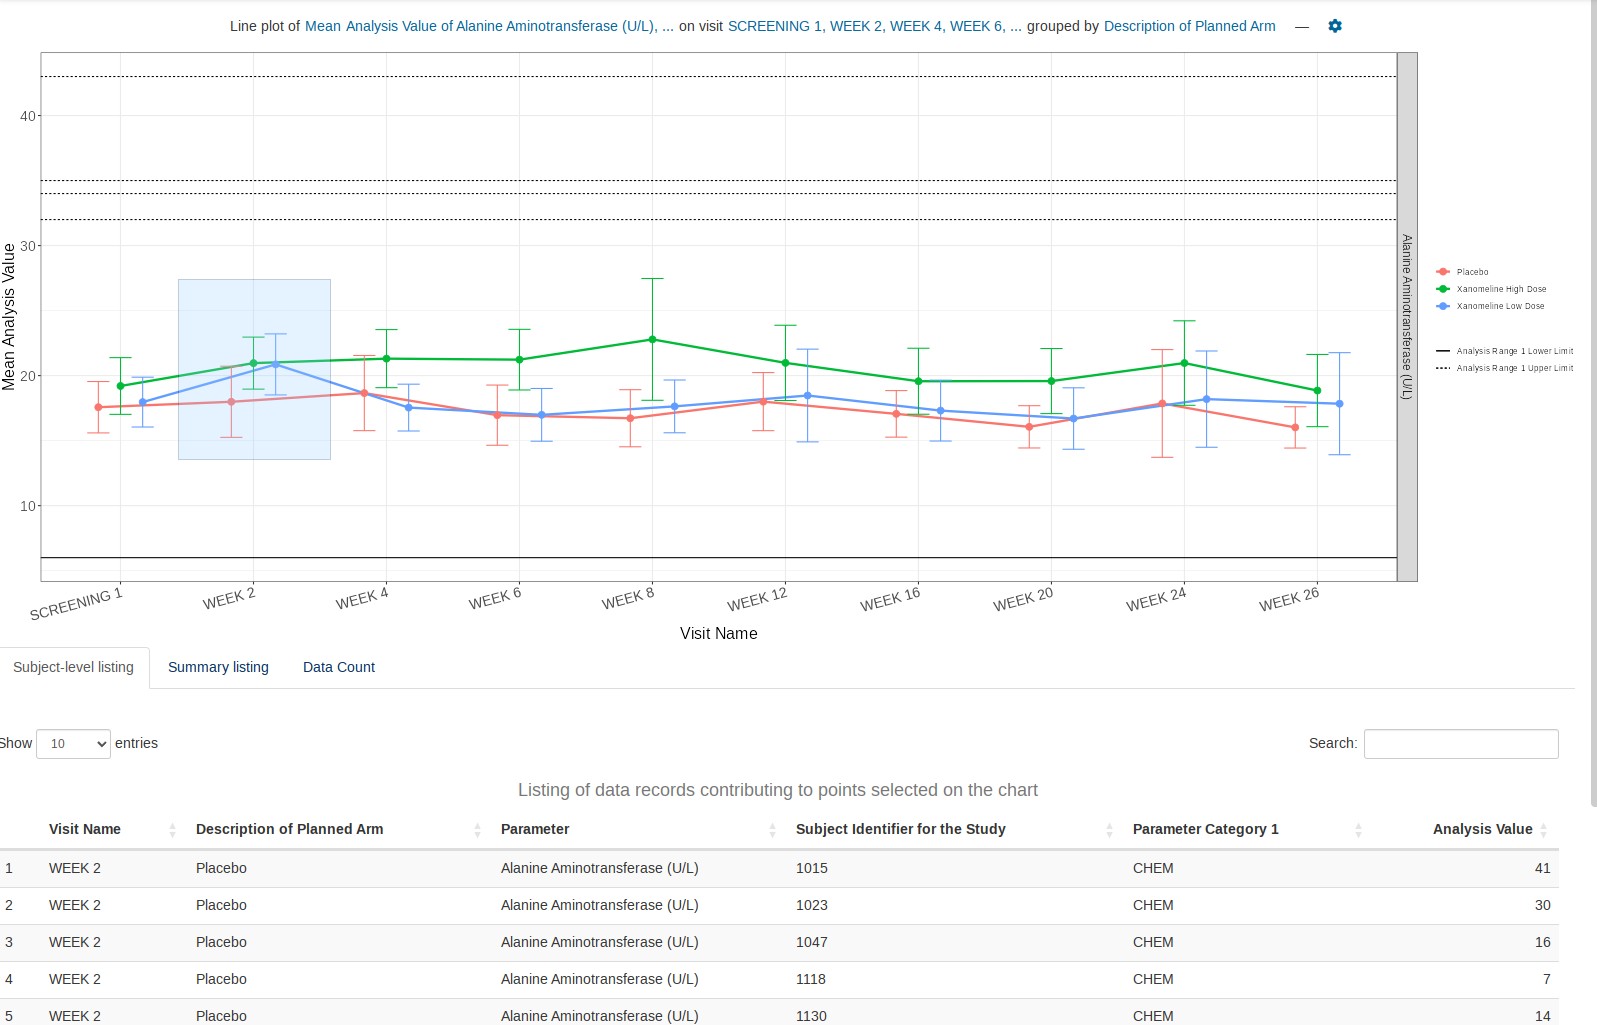 Line plot of Mean Analysis Value of Alanine Aminotransferase (U/L), ... on visit SCREENING 1, WEEK 2, WEEK 4, WEEK 6, ... grouped by Description of Planned Arm —
Mean Analysis Value
40
30
20
10
Alanine Aminotransferase (U/L)
Placebo
Xanomeline High Dose
Xanomeline Low Dose
Analysis Range 1 Lower Limit
Analysis Range 1 Upper Limit
SCREENING 1 WEEK 2 WEEK 4 WEEK 6 WEEK 8 WEEK 12 WEEK 16 WEEK 20 WEEK 24 WEEK 26
Visit Name
Subject-level listing Summary listing Data Count
Show 10 entries Search:
Listing of data records contributing to points selected on the chart
Visit Name Description of Planned Arm Parameter Subject Identifier for the Study Parameter Category 1 Analysis Value
1 WEEK 2 Placebo Alanine Aminotransferase (U/L) 1015 CHEM 41
2 WEEK 2 Placebo Alanine Aminotransferase (U/L) 1023 CHEM 30
3 WEEK 2 Placebo Alanine Aminotransferase (U/L) 1047 CHEM 16
4 WEEK 2 Placebo Alanine Aminotransferase (U/L) 1118 CHEM 7
5 WEEK 2 Placebo Alanine Aminotransferase (U/L) 1130 CHEM 14